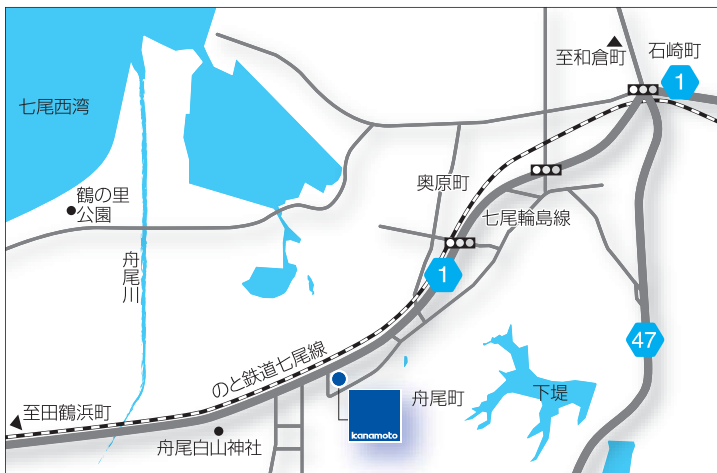 至和倉町
石崎町
1
七尾西湾
奥原町
鶴の里
公園
七尾輪島線
舟尾川
1
47
のと鉄道七尾線
舟尾町
下堤
至田鶴浜町
舟尾白山神社
kanamoto